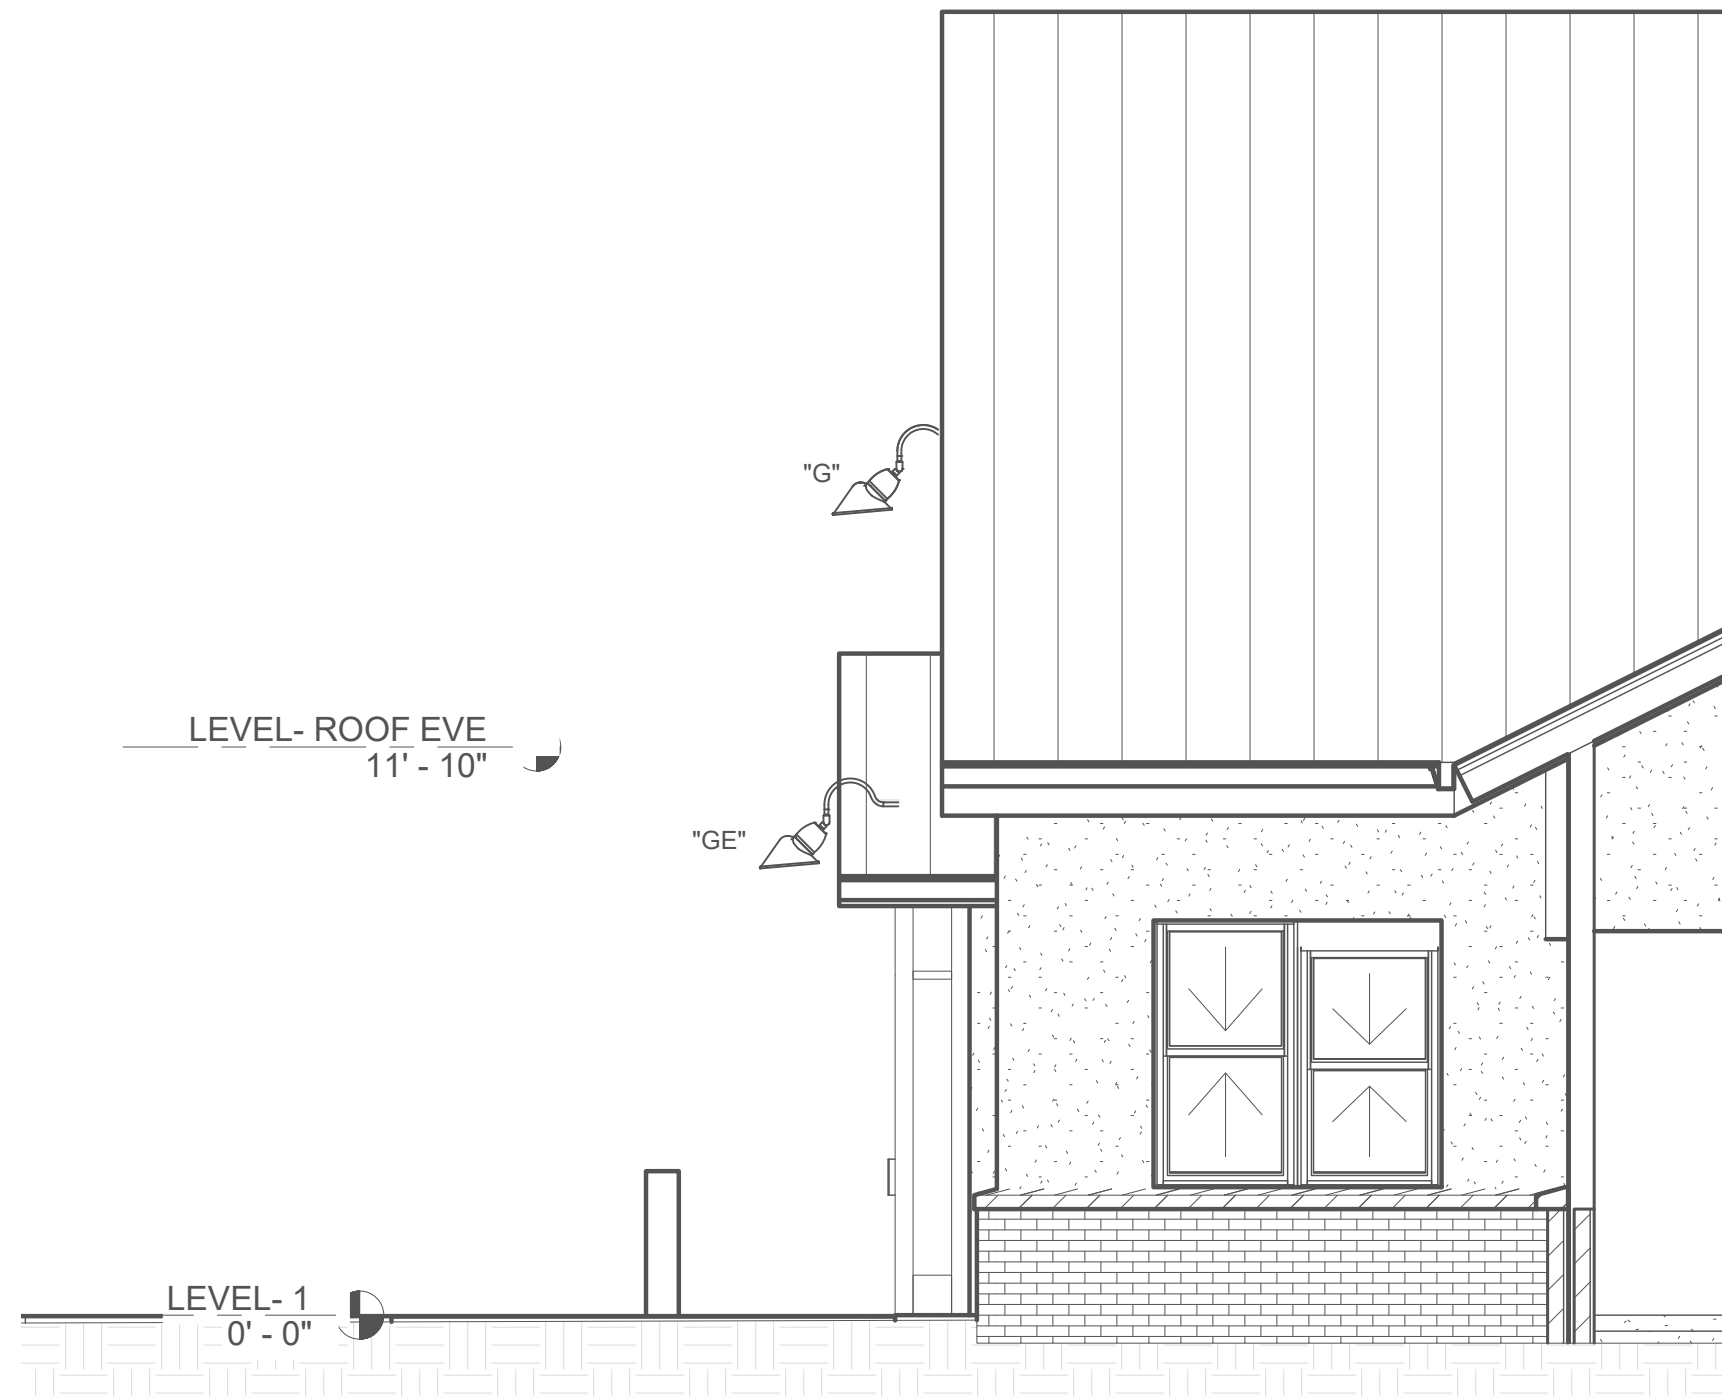 "G"
LEVEL- ROOF EVE
11' - 10"
"GE"
LEVEL- 1
0' - 0"